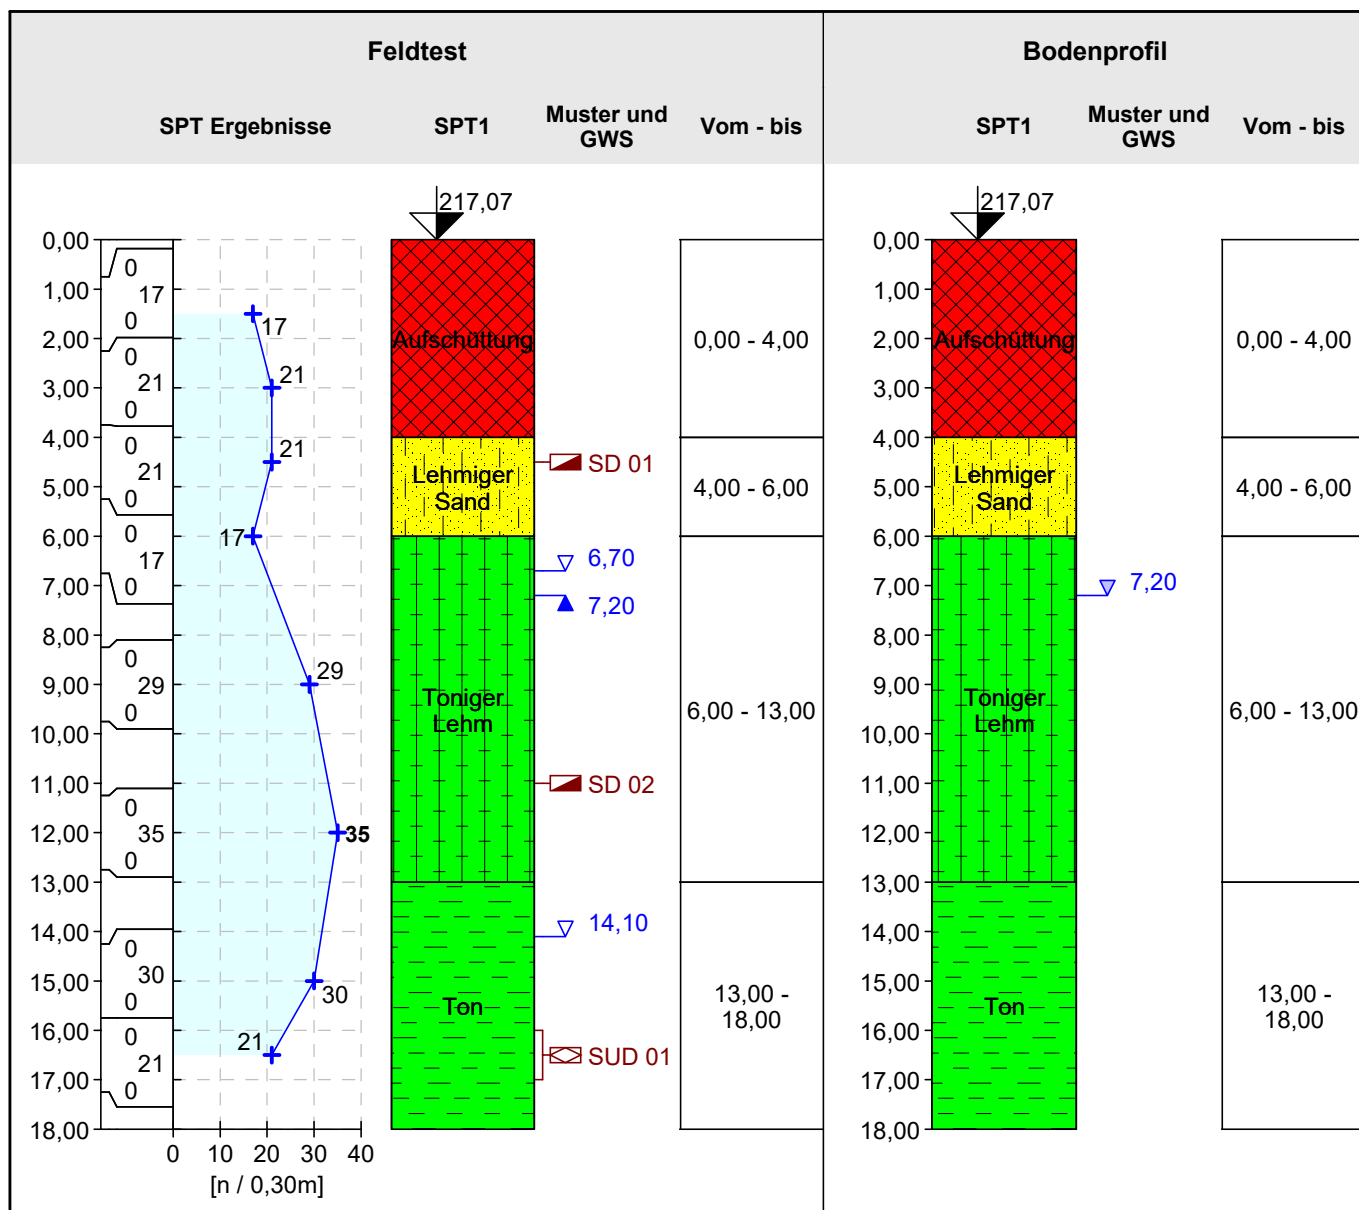 Feldtest
Bodenprofil
SPT Ergebnisse
SPT1
Muster und
GWS
Vom - bis
SPT1
Muster und
GWS
Vom - bis
217,07
217,07
0,00
1,00
2,00
3,00
4,00
5,00
6,00
7,00
8,00
9,00
10,00
11,00
12,00
13,00
14,00
15,00
16,00
17,00
18,00
0
17
0
0
21
0
0
21
0
0
17
0
0
29
0
0
35
0
0
30
0
0
21
0
17
21
21
17
29
35
30
21
0 10 20 30 40
[n / 0,30m]
Aufschüttung
Lehmiger
Sand
Toniger
Lehm
Ton
SD 01
6,70
7,20
SD 02
14,10
SUD 01
0,00 - 4,00
4,00 - 6,00
6,00 - 13,00
13,00 -
18,00
0,00
1,00
2,00
3,00
4,00
5,00
6,00
7,00
8,00
9,00
10,00
11,00
12,00
13,00
14,00
15,00
16,00
17,00
18,00
Aufschüttung
Lehmiger
Sand
Toniger
Lehm
Ton
7,20
0,00 - 4,00
4,00 - 6,00
6,00 - 13,00
13,00 -
18,00